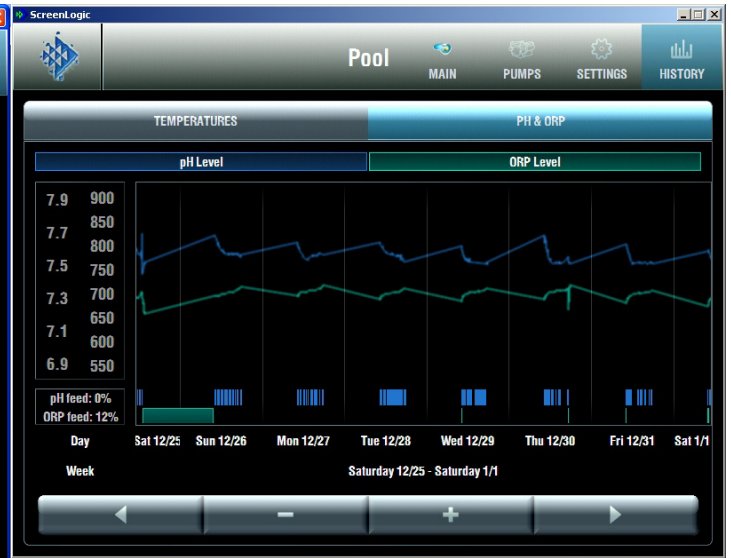 ScreenLogic
Pool
MAIN
PUMPS
SETTINGS
HISTORY
TEMPERATURES
PH & ORP
pH Level
ORP Level
7.9 900
850
7.7 800
7.5 750
7.3 700
650
7.1 600
6.9 550
pH feed: 0%
ORP feed: 12%
Day Sat 12/25 Sun 12/26 Mon 12/27 Tue 12/28 Wed 12/29 Thu 12/30 Fri 12/31 Sat 1/1
Week Saturday 12/25 - Saturday 1/1